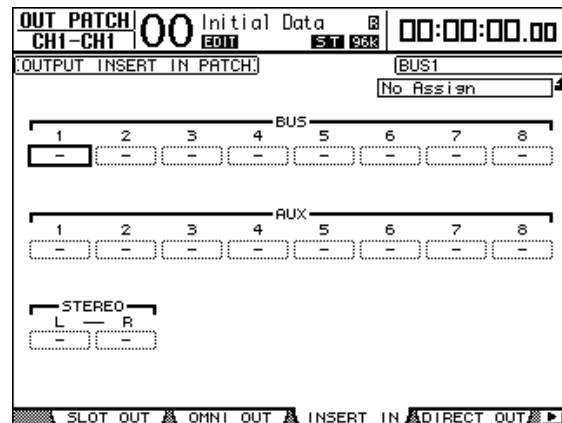 OUT PATCH
CH1-CH1
00
Initial Data
EDIT
R
ST 96k
00:00:00.00
OUTPUT INSERT IN PATCH
BUS1
No Assign
BUS
1 2 3 4 5 6 7 8
- - - - - - - -
AUX
1 2 3 4 5 6 7 8
- - - - - - - -
STEREO
L — R
- -
SLOT OUT OMNI OUT INSERT IN DIRECT OUT